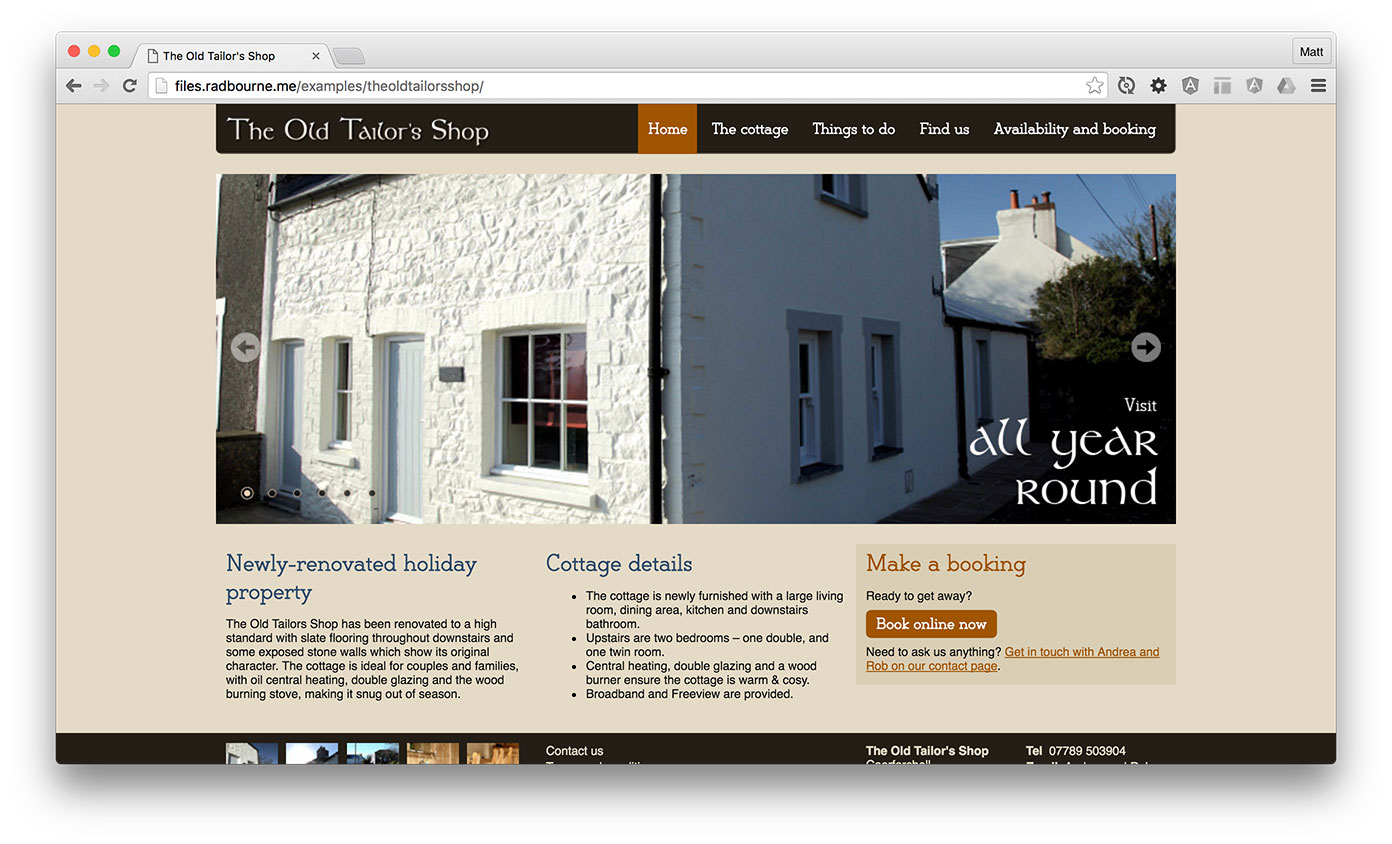 The Old Tailor's Shop
Matt
files.radbourne.me/examples/theoldtailorsshop/
The Old Tailor's Shop
Home The cottage Things to do Find us Availability and booking
Visit
all year
round
Newly-renovated holiday
property
The Old Tailors Shop has been renovated to a high
standard with slate flooring throughout downstairs and
some exposed stone walls which show its original
character. The cottage is ideal for couples and families,
with oil central heating, double glazing and the wood
burning stove, making it snug out of season.
Cottage details
The cottage is newly furnished with a large living
room, dining area, kitchen and downstairs
bathroom.
Upstairs are two bedrooms – one double, and
one twin room.
Central heating, double glazing and a wood
burner ensure the cottage is warm & cosy.
Broadband and Freeview are provided.
Make a booking
Ready to get away?
Book online now
Need to ask us anything? Get in touch with Andrea and
Rob on our contact page.
Contact us
The Old Tailor's Shop
Tel 07789 503904